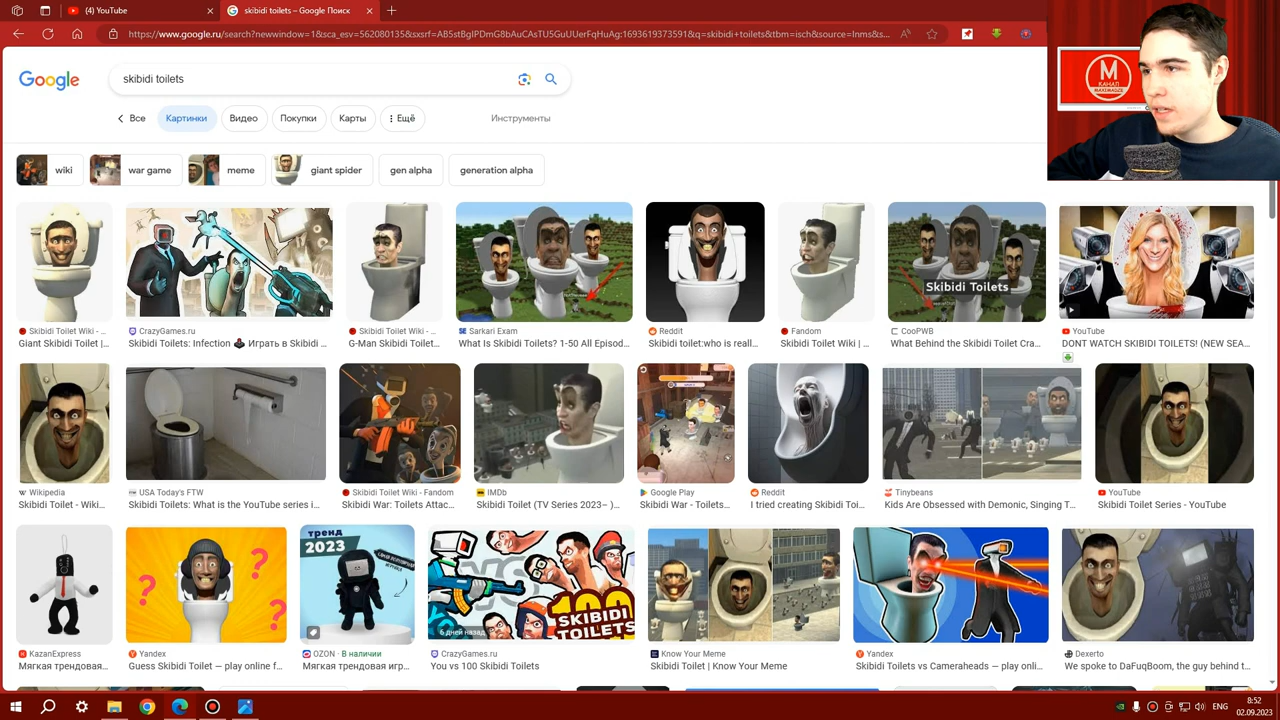 (4) YouTube
skibidi toilets – Google Поиск
https://www.google.ru/search?newwindow=1&sca_esv=562080135&sxsrf=AB5stBgIPDmG8bAuCAsTU5GuUUerFqHuAg:1693619373591&q=skibidi+toilets&tbm=isch&source=lnms&s...
М
КАНАЛ
Google
skibidi toilets
Все
Картинки
Видео
Покупки
Карты
Ещё
Инструменты
wiki
war game
meme
giant spider
gen alpha
generation alpha
Skibidi Toilets
Skibidi Toilet Wiki - ...
Giant Skibidi Toilet | ...
CrazyGames.ru
Skibidi Toilets: Infection Играть в Skibidi ...
Skibidi Toilet Wiki - ...
G-Man Skibidi Toilet...
Sarkari Exam
What Is Skibidi Toilets? 1-50 All Episod...
Reddit
Skibidi toilet:who is reall...
Fandom
Skibidi Toilet Wiki | ...
CooPWB
What Behind the Skibidi Toilet Cra...
YouTube
DONT WATCH SKIBIDI TOILETS! (NEW SEA...
Wikipedia
Skibidi Toilet - Wiki...
USA Today's FTW
Skibidi Toilets:What is the YouTube series i...
Skibidi Toilet Wiki - Fandom
Skibidi War: Toilets Attac...
IMDb
Skibidi Toilet (TV Series 2023– )...
Google Play
Skibidi War - Toilets...
Reddit
I tried creating Skibidi Toi...
Tinybeans
Kids Are Obsessed with Demonic, Singing T...
YouTube
Skibidi Toilet Series - YouTube
тренд
2023
VS
100
SKIBIDI
TOILETS
6 дней назад
KazanExpress
Мягкая трендовая...
Yandex
Guess Skibidi Toilet — play online f...
OZON · В наличии
Мягкая трендовая игр...
CrazyGames.ru
You vs 100 Skibidi Toilets
Know Your Meme
Skibidi Toilet | Know Your Meme
Yandex
Skibidi Toilets vs Cameraheads — play onli...
Dexerto
We spoke to DaFuqBoom, the guy behind t...
ENG
8:52
02.09.2023